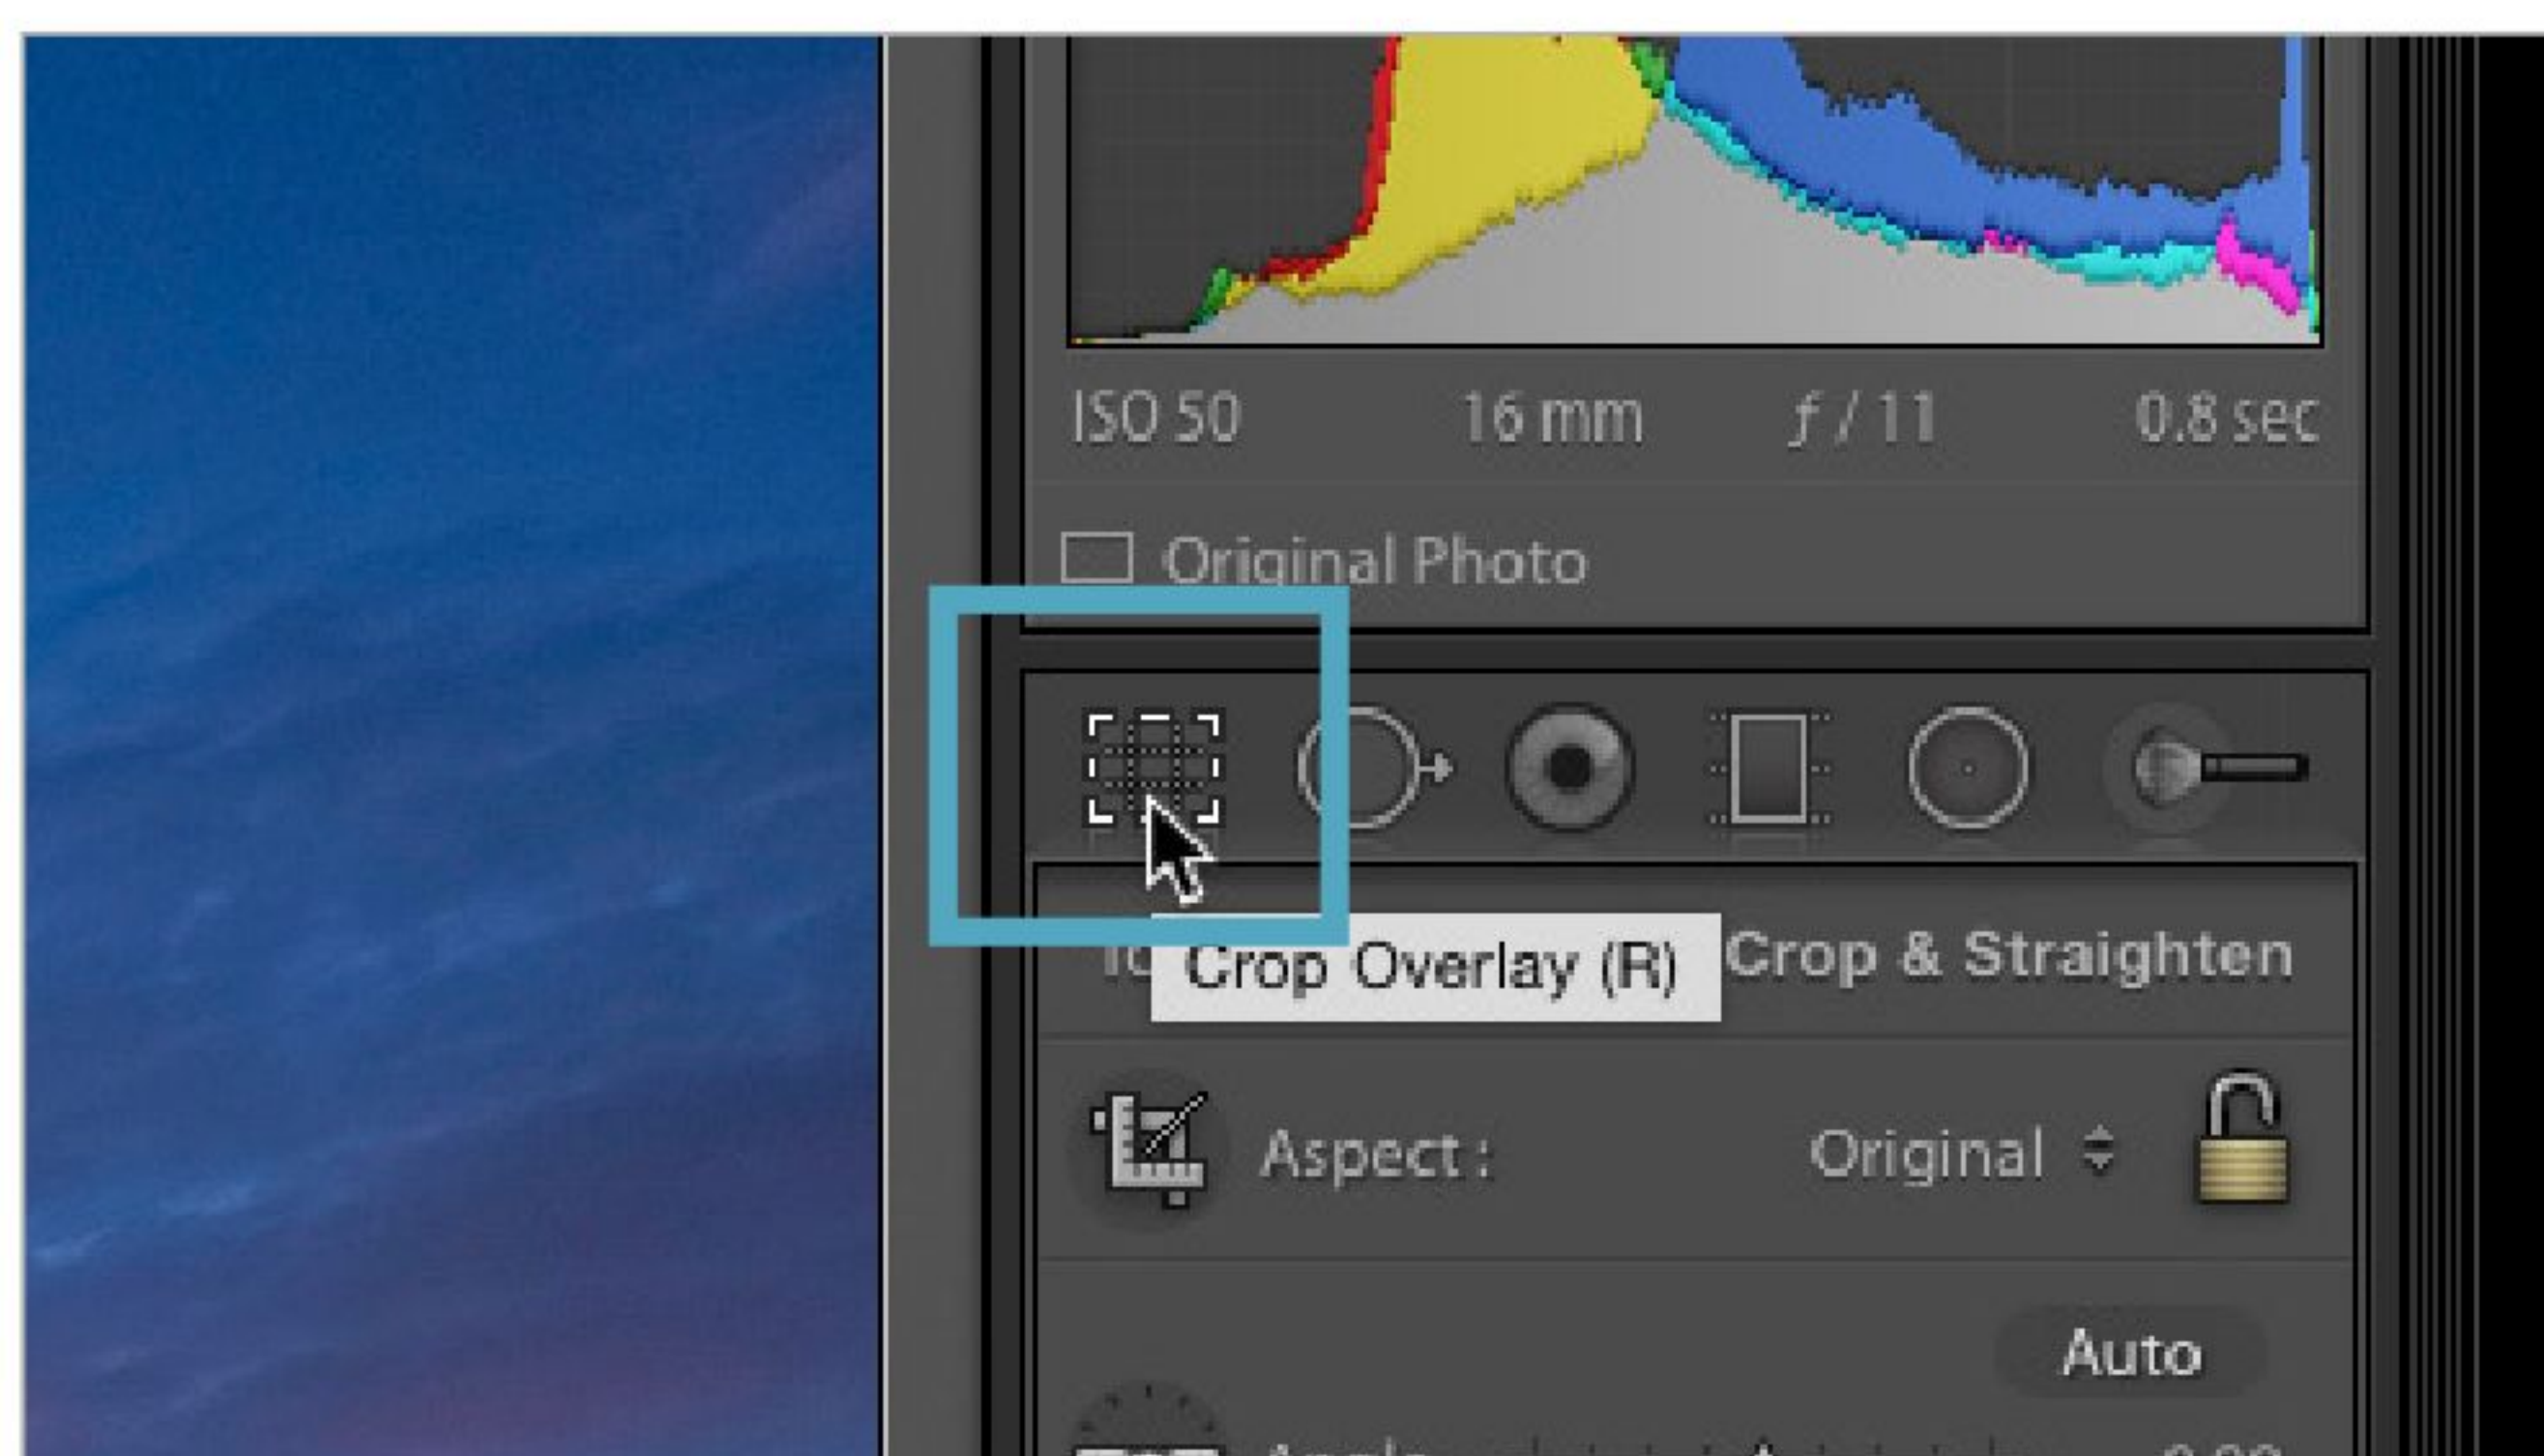 ISO 50 16 mm ƒ / 11 0.8 sec
Original Photo
Crop Overlay (R) Crop & Straighten
Aspect : Original
Auto